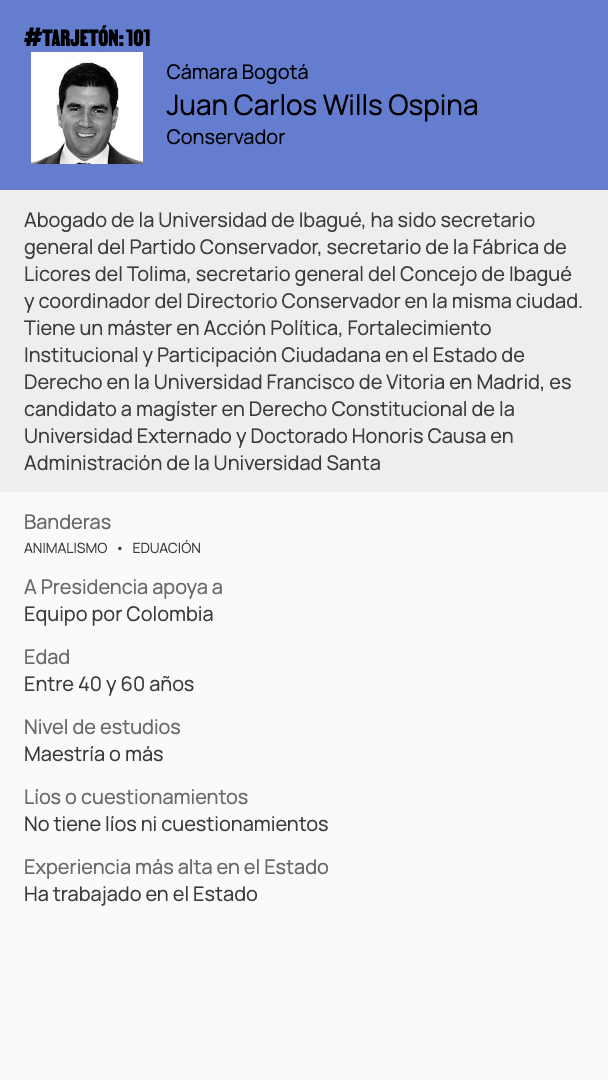 #TARJETÓN: 101
Cámara Bogotá
Juan Carlos Wills Ospina
Conservador
Abogado de la Universidad de Ibagué, ha sido secretario
general del Partido Conservador, secretario de la Fábrica de
Licores del Tolima, secretario general del Concejo de Ibagué
y coordinador del Directorio Conservador en la misma ciudad.
Tiene un máster en Acción Política, Fortalecimiento
Institucional y Participación Ciudadana en el Estado de
Derecho en la Universidad Francisco de Vitoria en Madrid, es
candidato a magíster en Derecho Constitucional de la
Universidad Externado y Doctorado Honoris Causa en
Administración de la Universidad Santa
Banderas
ANIMALISMO • EDUACIÓN
A Presidencia apoya a
Equipo por Colombia
Edad
Entre 40 y 60 años
Nivel de estudios
Maestría o más
Líos o cuestionamientos
No tiene líos ni cuestionamientos
Experiencia más alta en el Estado
Ha trabajado en el Estado